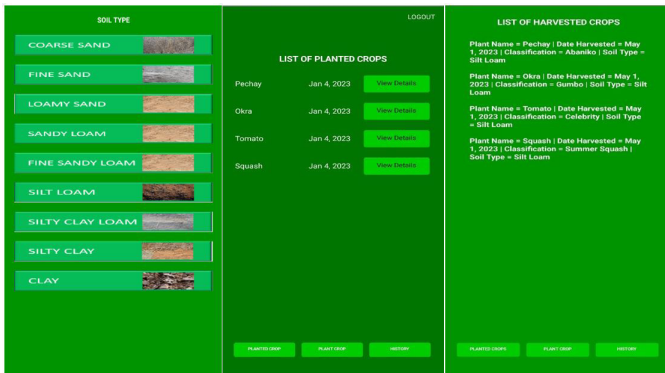 SOIL TYPE
COARSE SAND
FINE SAND
LOAMY SAND
SANDY LOAM
FINE SANDY LOAM
SILT LOAM
SILTY CLAY LOAM
SILTY CLAY
CLAY
LOGOUT
LIST OF PLANTED CROPS
Pechay Jan 4, 2023 View Details
Okra Jan 4, 2023 View Details
Tomato Jan 4, 2023 View Details
Squash Jan 4, 2023 View Details
PLANTED CROP PLANT CROP HISTORY
LIST OF HARVESTED CROPS
Plant Name = Pechay | Date Harvested = May
1, 2023 | Classification = Abaniko | Soil Type =
Silt Loam
Plant Name = Okra | Date Harvested = May 1,
2023 | Classification = Gumbo | Soil Type = Silt
Loam
Plant Name = Tomato | Date Harvested = May
1, 2023 | Classification = Celebrity | Soil Type
= Silt Loam
Plant Name = Squash | Date Harvested = May
1, 2023 | Classification = Summer Squash |
Soil Type = Silt Loam
PLANTED CROPS PLANT CROP HISTORY